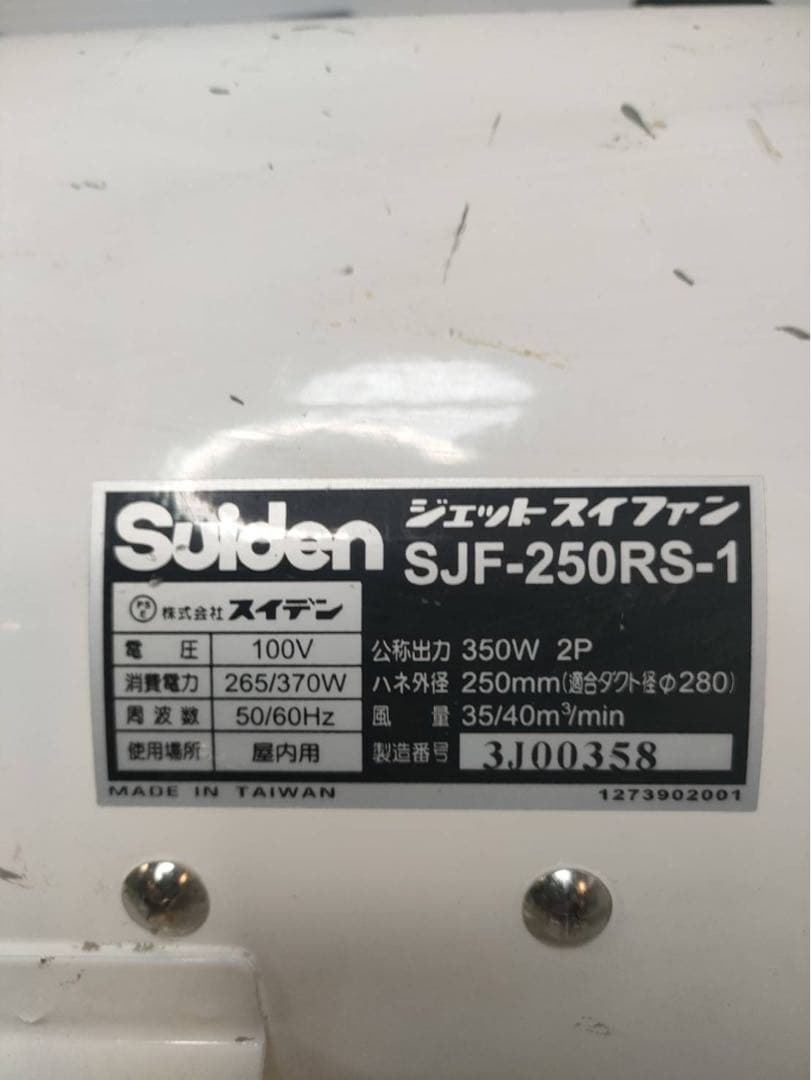 Suiden
ジェットスイファン
SJF-250RS-1
PSE 株式会社 スイデン
電圧 100V
消費電力 265/370W
周波数 50/60Hz
使用場所 屋内用
公称出力 350W 2P
ハネ外径 250mm(適合ダクト径φ280)
風量 35/40m³/min
製造番号 3J00358
MADE IN TAIWAN
1273902001